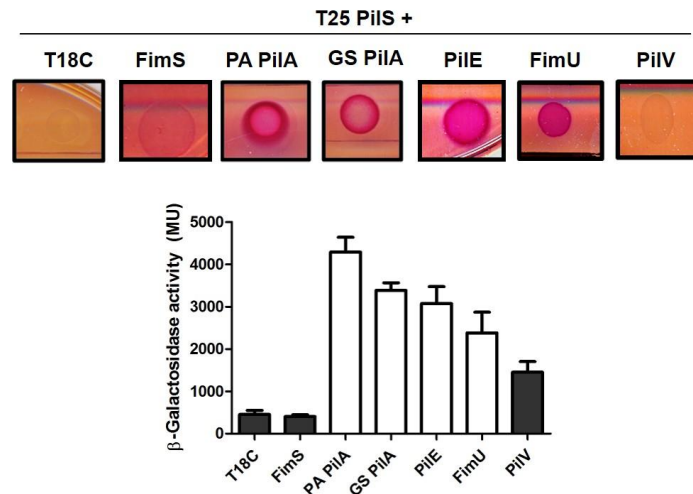 T25 PilS +
T18C FimS PA PilA GS PilA PilE FimU PilV
β-Galactosidase activity (MU)
5000
4000
3000
2000
1000
0
T18C FimS PA PilA GS PilA PilE FimU PilV